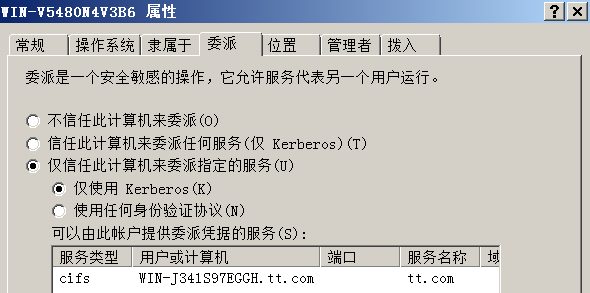 WIN-V5480N4V3B6 属性
常规 操作系统 隶属于 委派 位置 管理者 拨入
委派是一个安全敏感的操作，它允许服务代表另一个用户运行。
不信任此计算机来委派(O)
信任此计算机来委派任何服务(仅 Kerberos)(T)
仅信任此计算机来委派指定的服务(U)
仅使用 Kerberos(K)
使用任何身份验证协议(N)
可以由此帐户提供委派凭据的服务(S):
服务类型 用户或计算机 端口 服务名称 域
cifs WIN-J341S97EGGH.tt.com tt.com